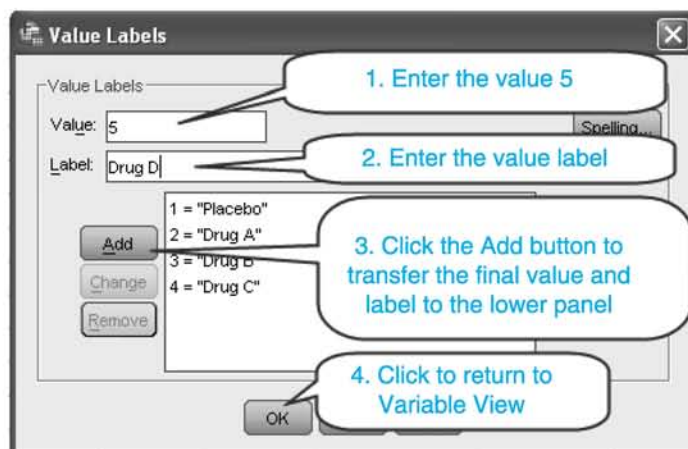 Value Labels
1. Enter the value 5
Value Labels
Value: 5
Spelling...
2. Enter the value label
Label: Drug D
1 = "Placebo"
Add
2 = "Drug A"
3. Click the Add button to
3 = "Drug B
transfer the final value and
Change
4 = "Drug C"
label to the lower panel
Remove
4. Click to return to
Variable View
OK